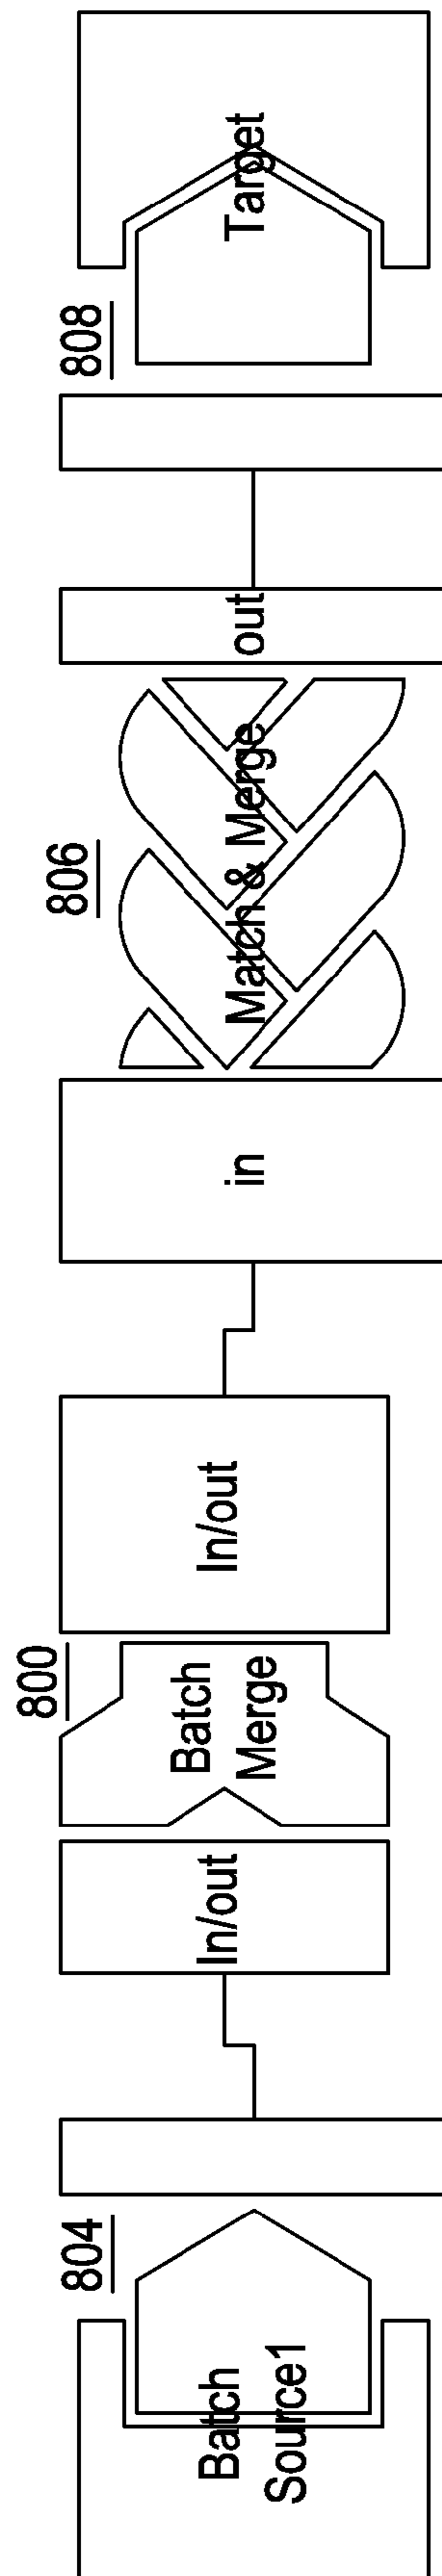 804
Batch
Source1
In/out
800
Batch
Merge
In/out
in
806
Match & Merge
out
808
Target